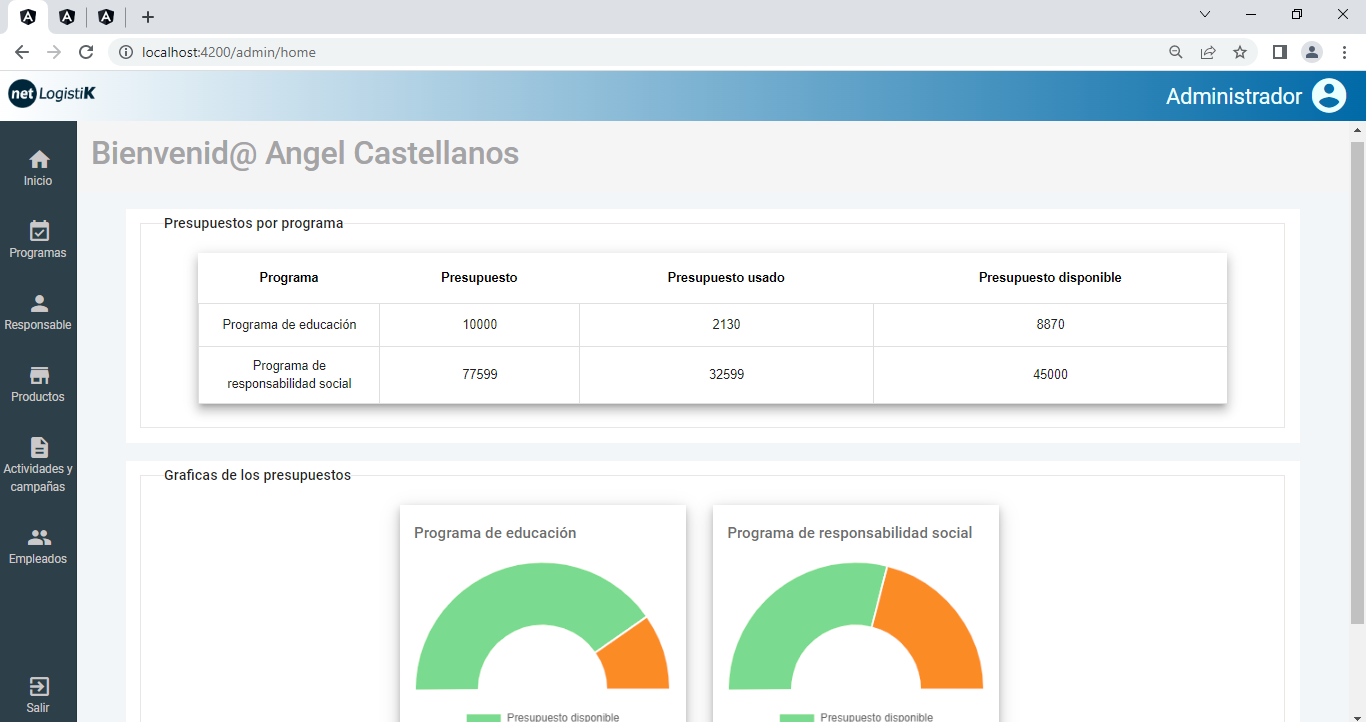 localhost:4200/admin/home
net LogistiK
Administrador
Bienvenid@ Angel Castellanos
Inicio
Programas
Responsable
Productos
Actividades y
campañas
Empleados
Salir
Presupuestos por programa
Programa Presupuesto Presupuesto usado Presupuesto disponible
Programa de educación 10000 2130 8870
Programa de
responsabilidad social 77599 32599 45000
Graficas de los presupuestos
Programa de educación
Presupuesto disponible
Programa de responsabilidad social
Presupuesto disponible